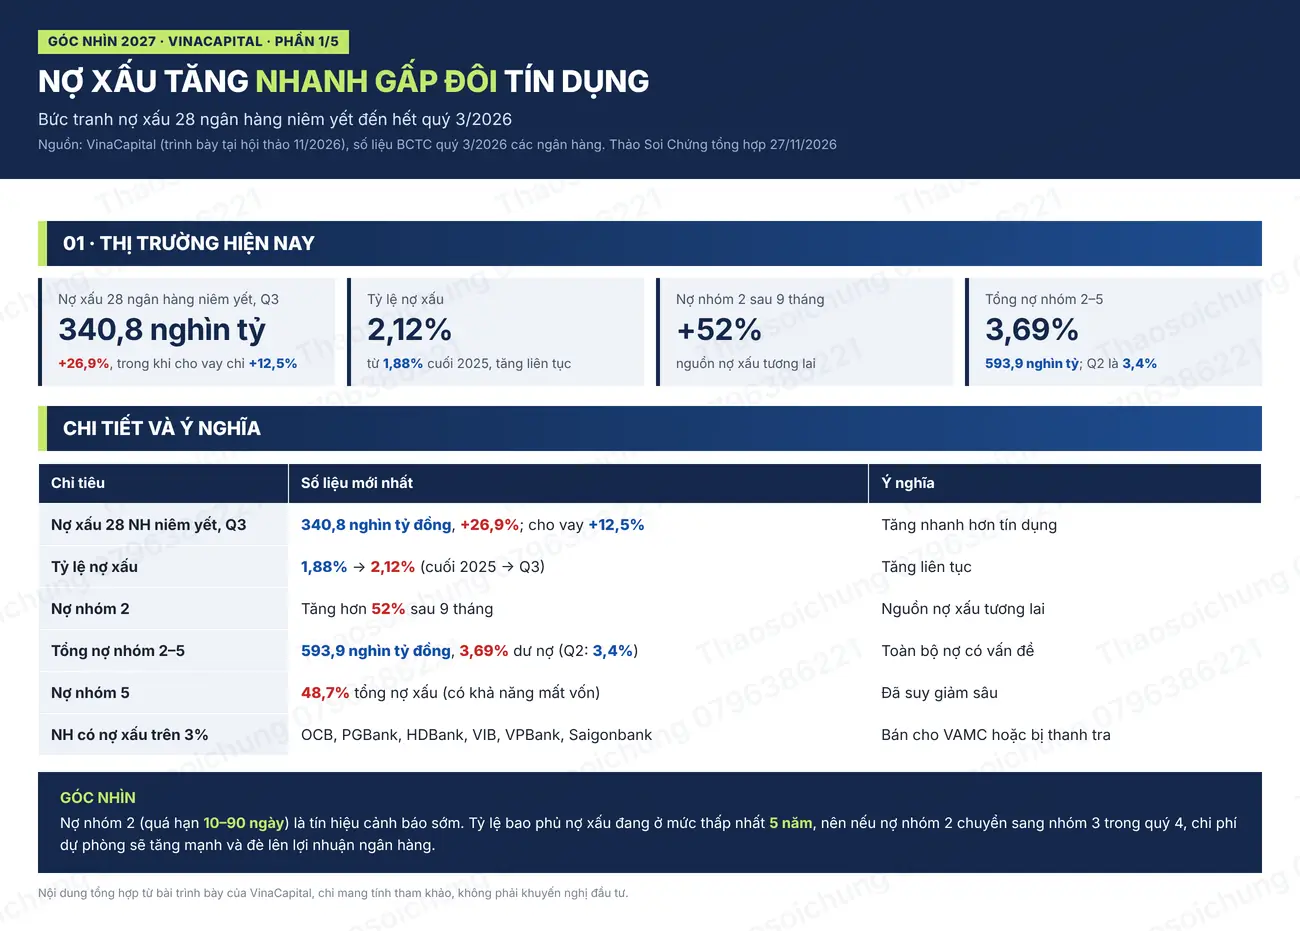 GÓC NHÌN 2027 · VINACAPITAL · PHẦN 1/5
NỢ XẤU TĂNG NHANH GẤP ĐÔI TÍN DỤNG
Bức tranh nợ xấu 28 ngân hàng niêm yết đến hết quý 3/2026
Nguồn: VinaCapital (trình bày tại hội thảo 11/2026), số liệu BCTC quý 3/2026 các ngân hàng. Thảo Soi Chứng tổng hợp 27/11/2026
01 · THỊ TRƯỜNG HIỆN NAY
Nợ xấu 28 ngân hàng niêm yết, Q3
340,8 nghìn tỷ
+26,9%, trong khi cho vay chỉ +12,5%
Tỷ lệ nợ xấu
2,12%
từ 1,88% cuối 2025, tăng liên tục
Nợ nhóm 2 sau 9 tháng
+52%
nguồn nợ xấu tương lai
Tổng nợ nhóm 2–5
3,69%
593,9 nghìn tỷ; Q2 là 3,4%
CHI TIẾT VÀ Ý NGHĨA
Chỉ tiêu Số liệu mới nhất Ý nghĩa
Nợ xấu 28 NH niêm yết, Q3 340,8 nghìn tỷ đồng, +26,9%; cho vay +12,5% Tăng nhanh hơn tín dụng
Tỷ lệ nợ xấu 1,88% → 2,12% (cuối 2025 → Q3) Tăng liên tục
Nợ nhóm 2 Tăng hơn 52% sau 9 tháng Nguồn nợ xấu tương lai
Tổng nợ nhóm 2–5 593,9 nghìn tỷ đồng, 3,69% dư nợ (Q2: 3,4%) Toàn bộ nợ có vấn đề
Nợ nhóm 5 48,7% tổng nợ xấu (có khả năng mất vốn) Đã suy giảm sâu
NH có nợ xấu trên 3% OCB, PGBank, HDBank, VIB, VPBank, Saigonbank Bán cho VAMC hoặc bị thanh tra
GÓC NHÌN
Nợ nhóm 2 (quá hạn 10–90 ngày) là tín hiệu cảnh báo sớm. Tỷ lệ bao phủ nợ xấu đang ở mức thấp nhất 5 năm, nên nếu nợ nhóm 2 chuyển sang nhóm 3 trong quý 4, chi phí
dự phòng sẽ tăng mạnh và đè lên lợi nhuận ngân hàng.
Nội dung tổng hợp từ bài trình bày của VinaCapital, chỉ mang tính tham khảo, không phải khuyến nghị đầu tư.
Thaosoichung 0796386221